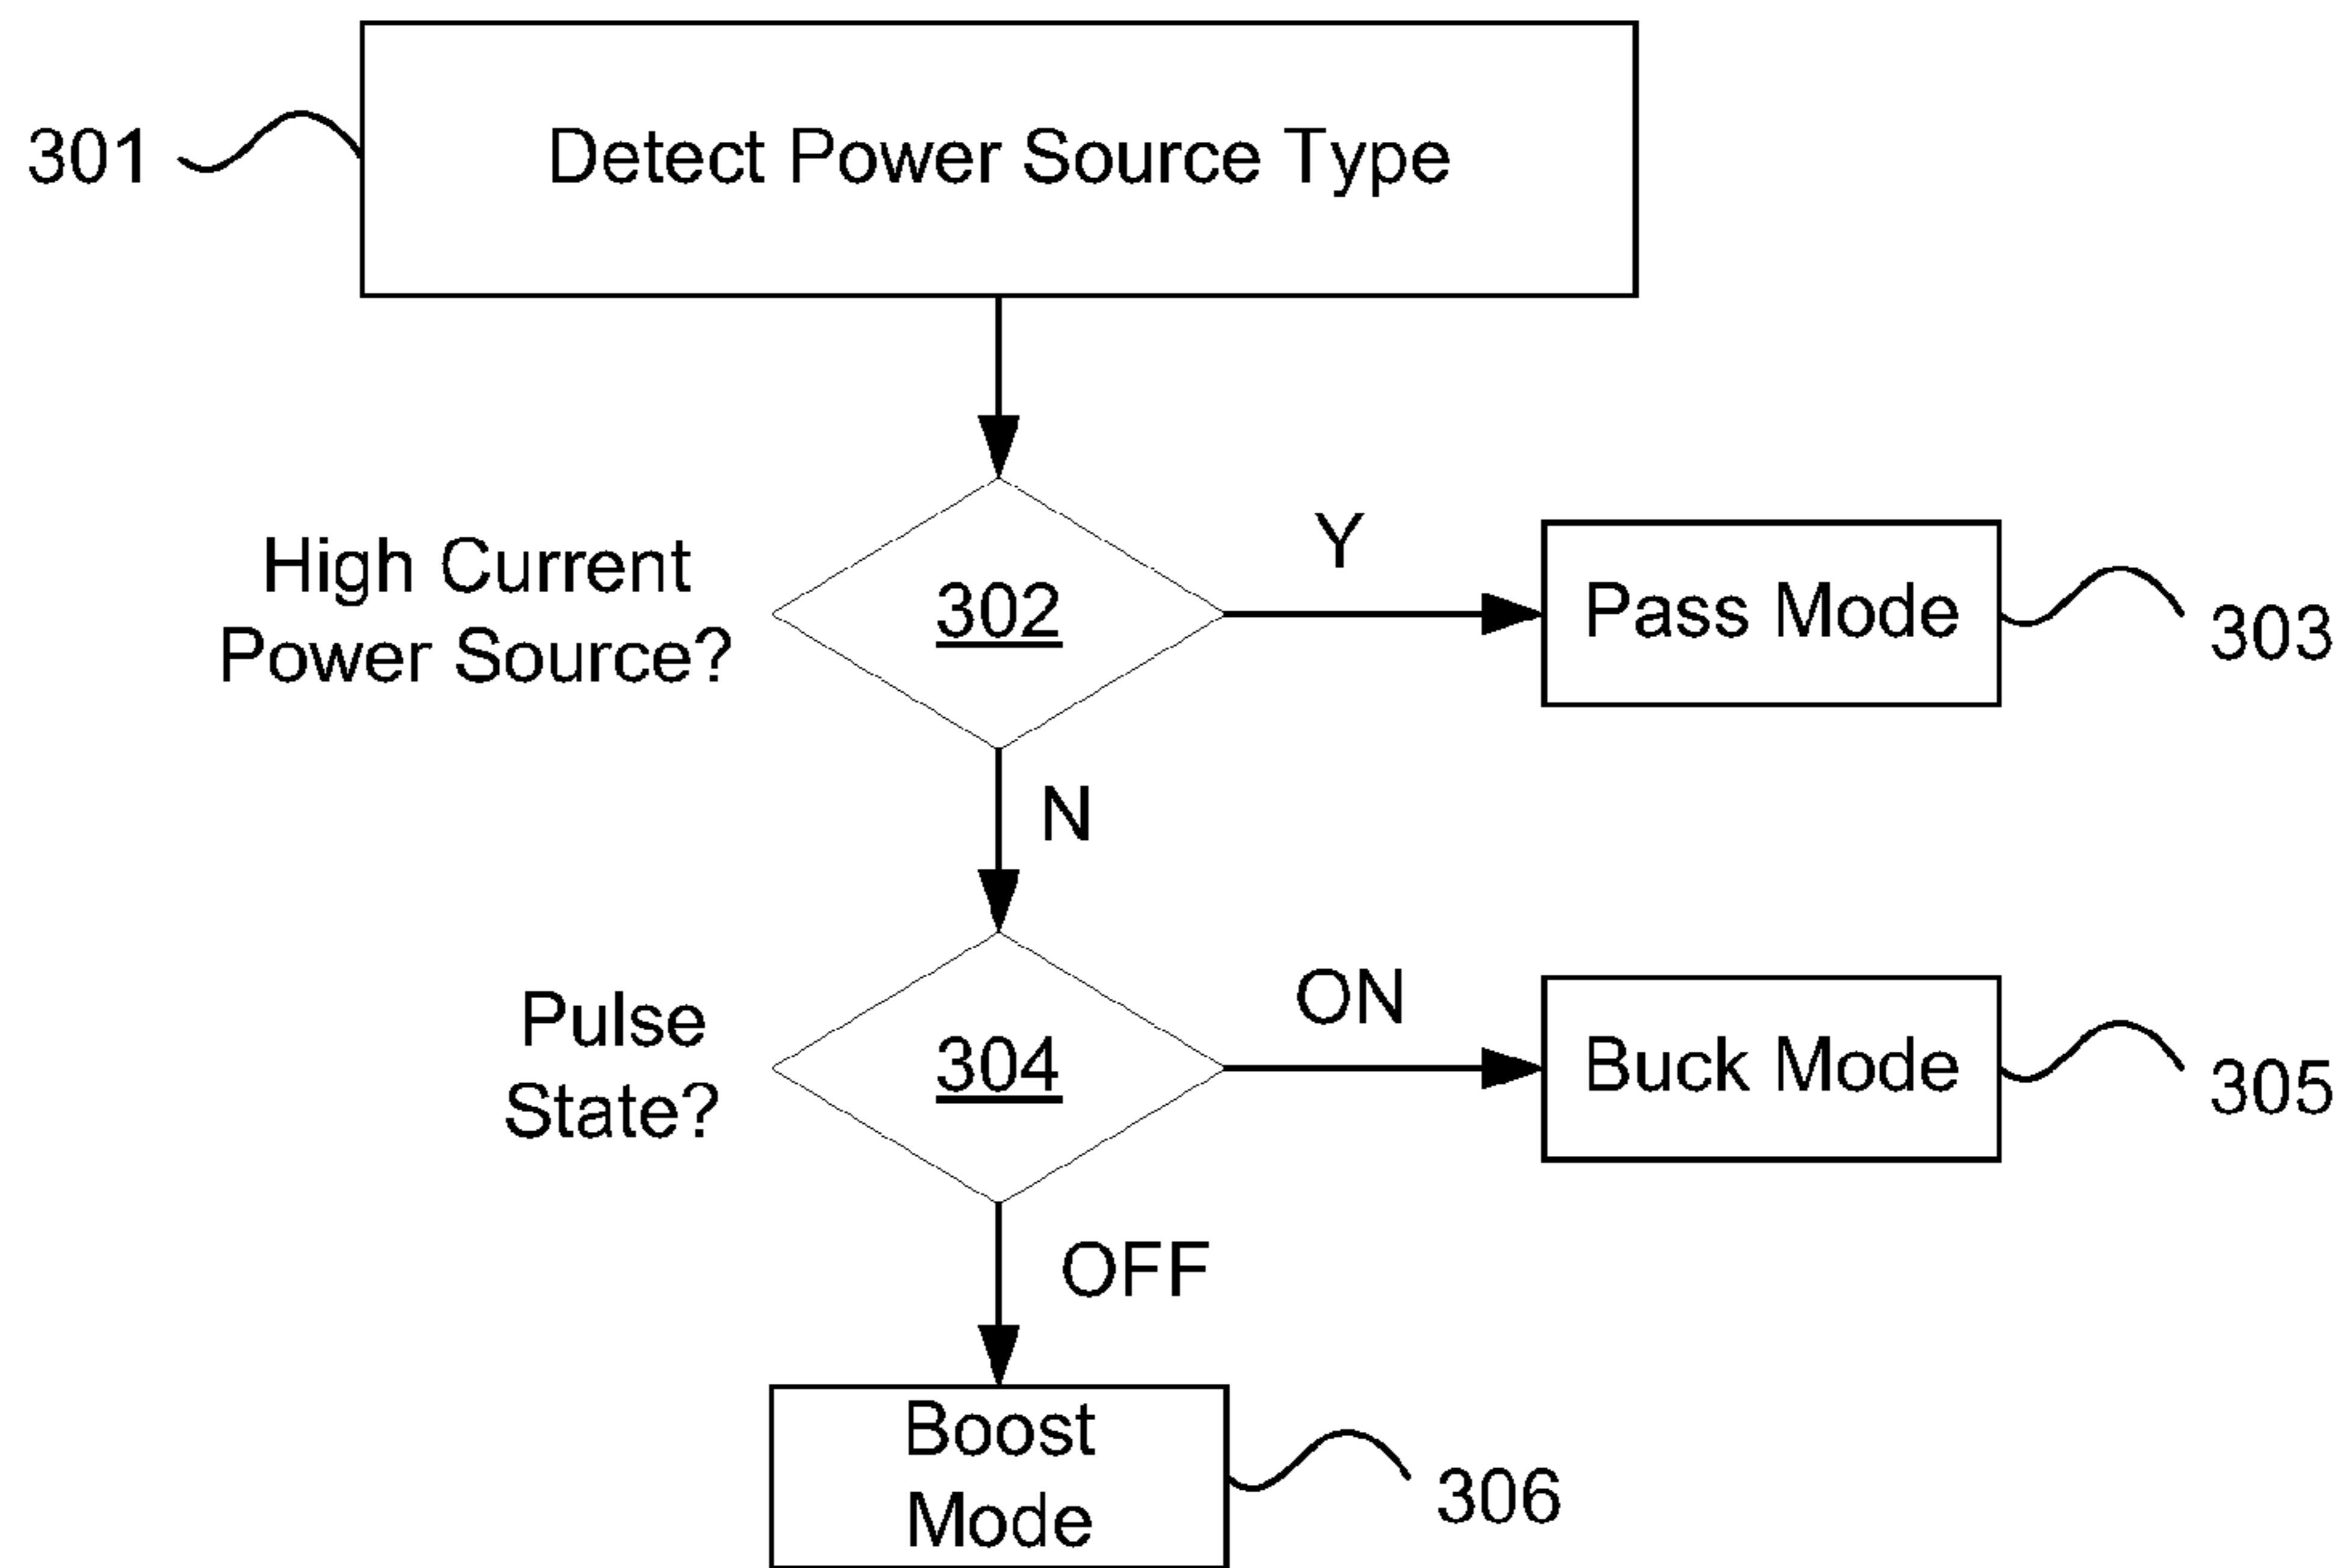 301
Detect Power Source Type
High Current
Power Source?
302
Y
Pass Mode
303
N
Pulse
State?
304
ON
Buck Mode
305
OFF
Boost
Mode
306